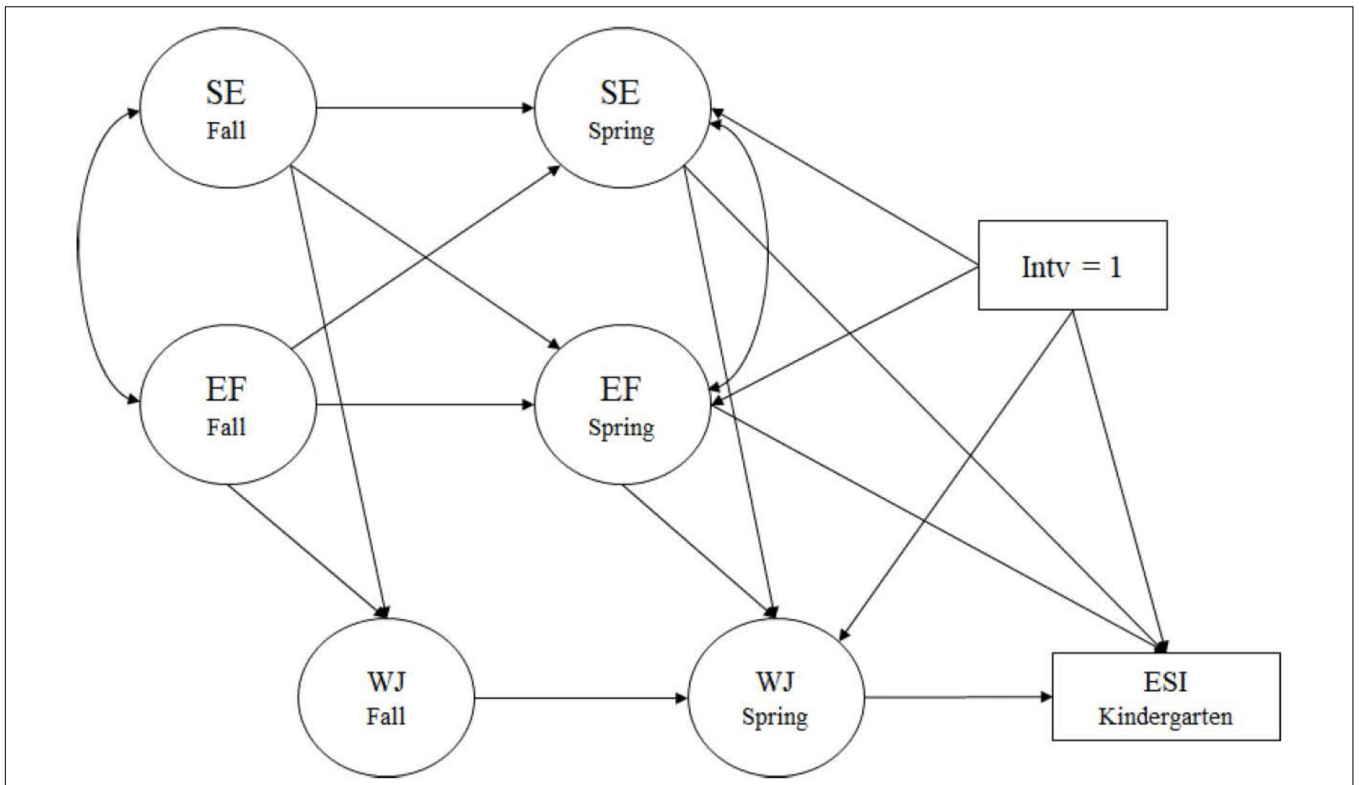 SE
Fall
SE
Spring
Intv = 1
EF
Fall
EF
Spring
WJ
Fall
WJ
Spring
ESI
Kindergarten